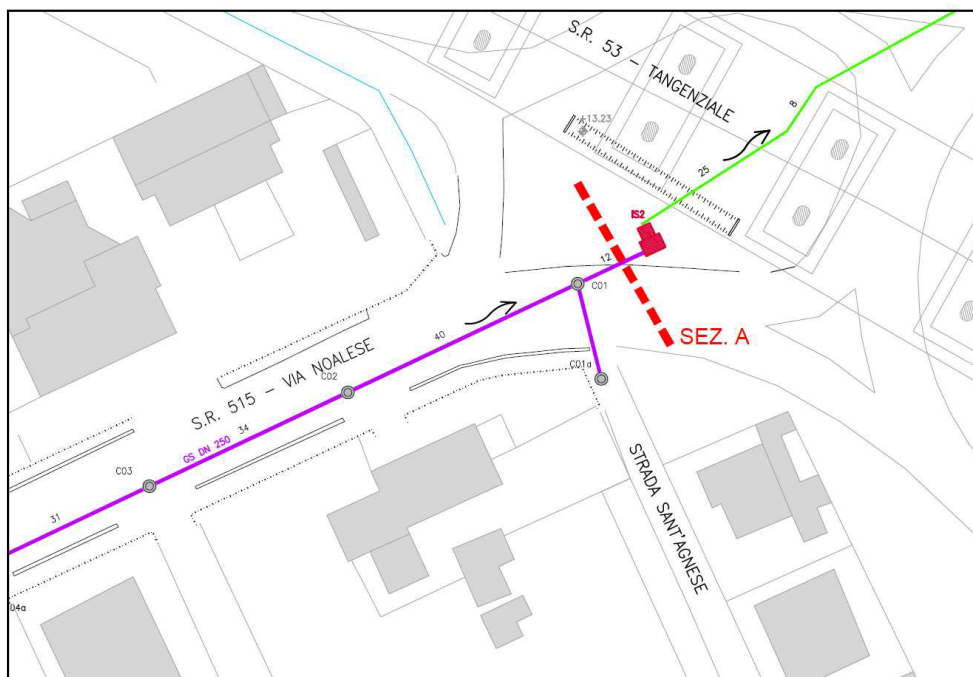 S.R. 53 - TANGENZIALE
+13.23
8
25
IS2
12
C01
SEZ. A
40
C01a
C02
S.R. 515 - VIA NOALESE
GS DN 250
34
C03
31
STRADA SANT'AGNESE
04a